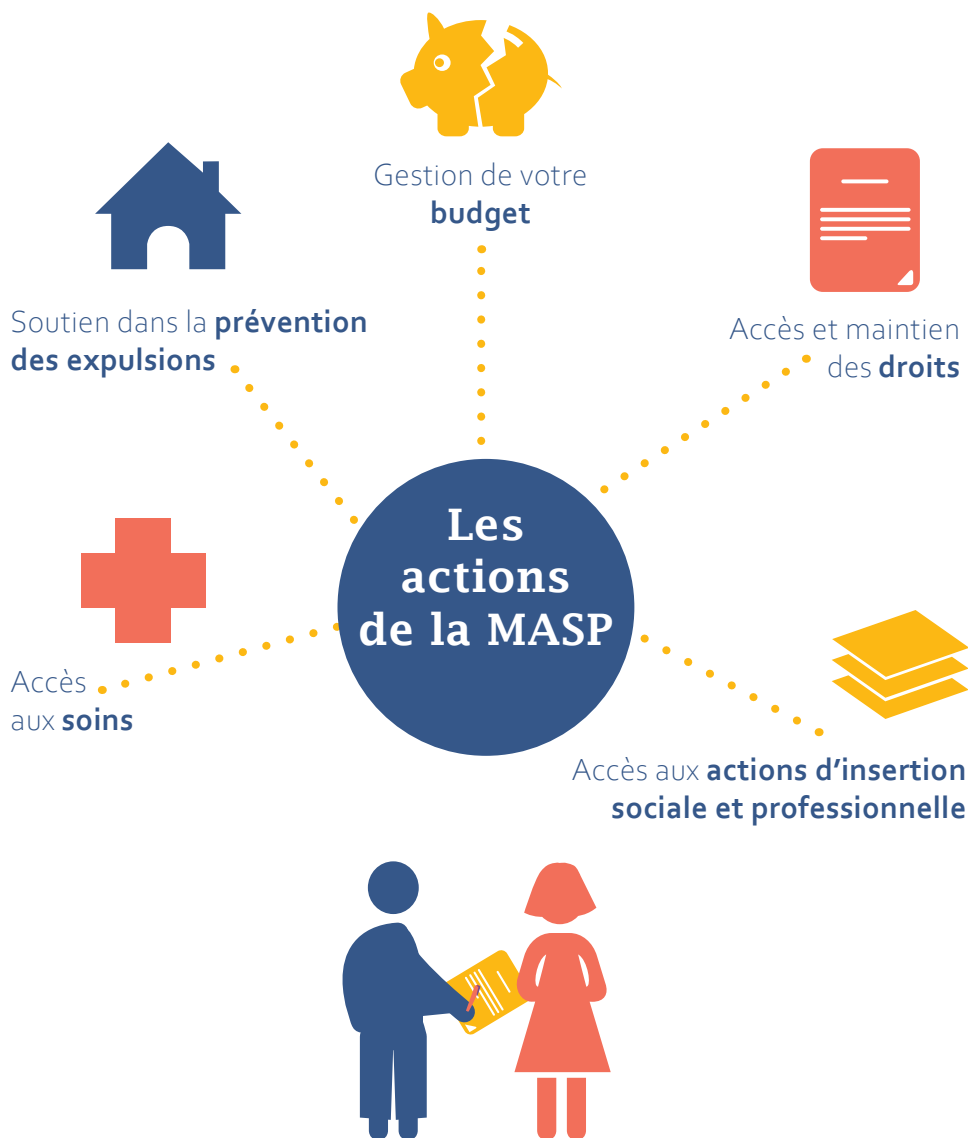 Gestion de votre
budget
Soutien dans la prévention
des expulsions
Accès et maintien
des droits
Les
actions
de la MASP
Accès
aux soins
Accès aux actions d'insertion
sociale et professionnelle